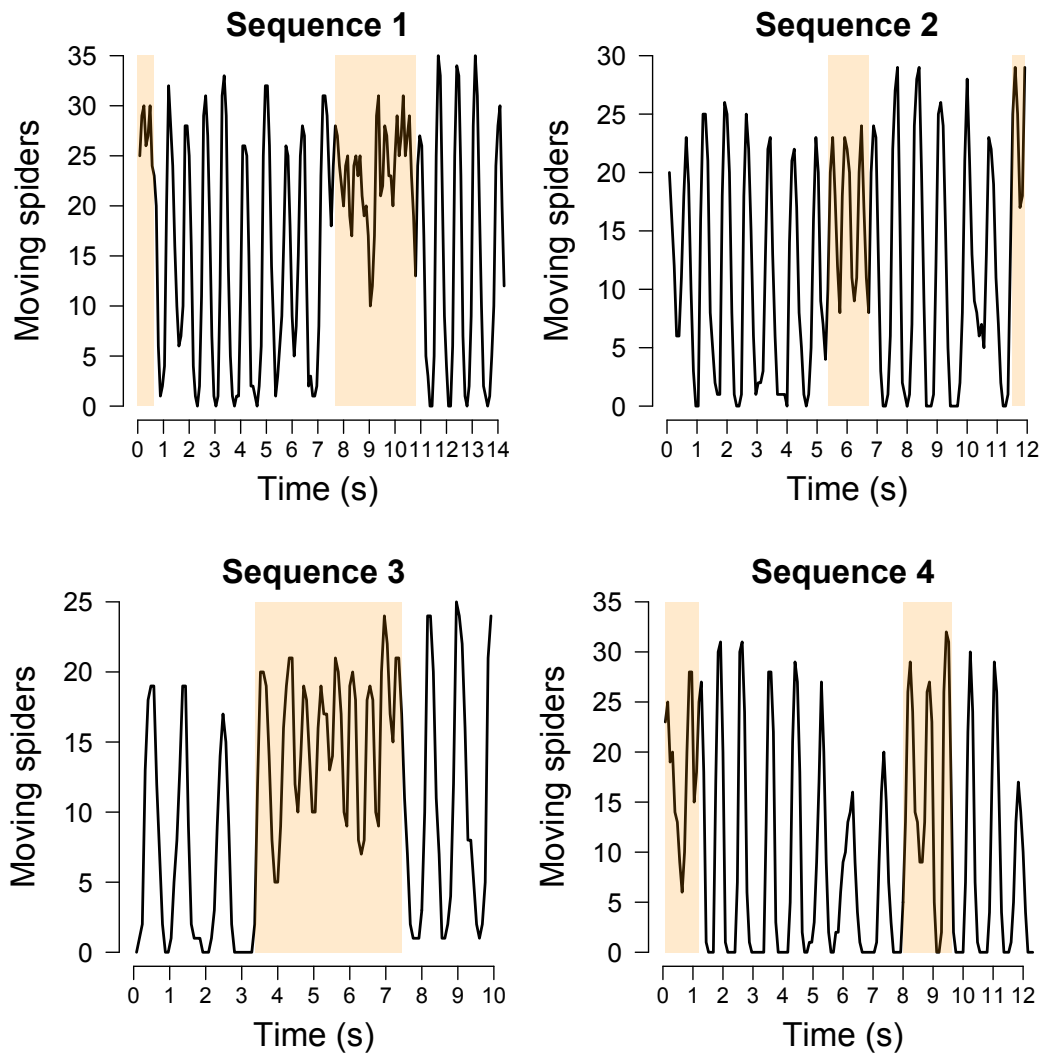 Sequence 1
Moving spiders
35
30
25
20
15
10
5
0
0 1 2 3 4 5 6 7 8 9 10 11 12 13 14
Time (s)
Sequence 2
Moving spiders
30
25
20
15
10
5
0
0 1 2 3 4 5 6 7 8 9 10 11 12
Time (s)
Sequence 3
Moving spiders
25
20
15
10
5
0
0 1 2 3 4 5 6 7 8 9 10
Time (s)
Sequence 4
Moving spiders
35
30
25
20
15
10
5
0
0 1 2 3 4 5 6 7 8 9 10 11 12
Time (s)